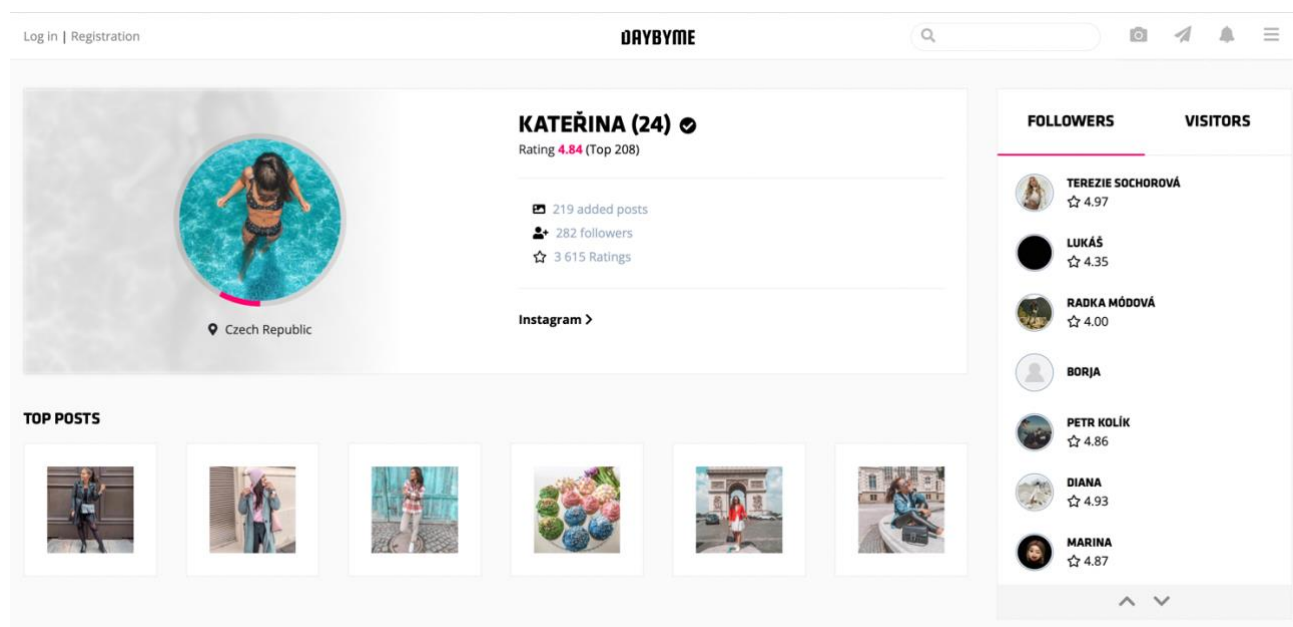 Log in | Registration
DAYBYME
KATEŘINA (24)
Rating 4.84 (Top 208)
219 added posts
282 followers
3 615 Ratings
Instagram
Czech Republic
TOP POSTS
FOLLOWERS
VISITORS
TEREZIE SOCHOROVÁ
4.97
LUKÁŠ
4.35
RADKA MÓDOVÁ
4.00
BORJA
PETR KOLÍK
4.86
DIANA
4.93
MARINA
4.87